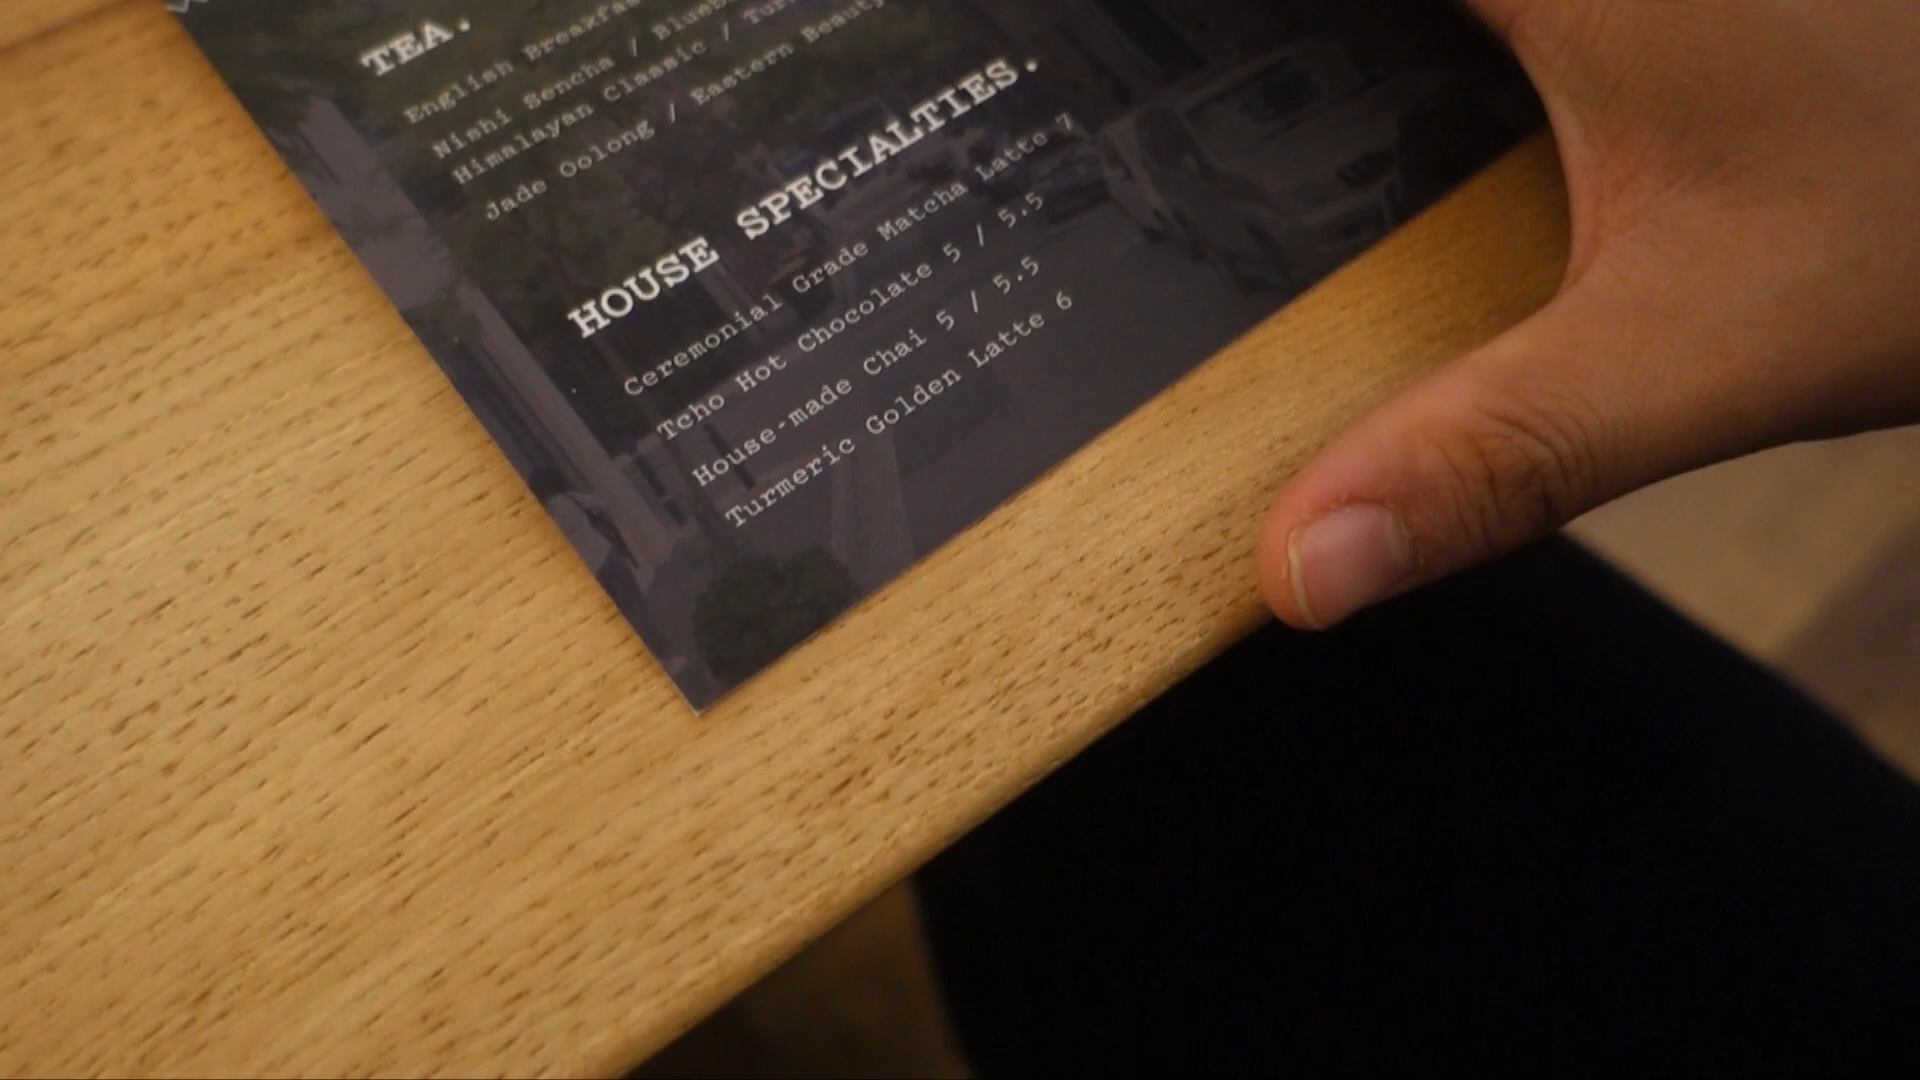 TEA.
English Breakfas
Nishi Sencha / Blueb
Himalayan Classic / Tur
Jade Oolong / Eastern Beauty
HOUSE SPECIALTIES.
Ceremonial Grade Matcha Latte 7
Tcho Hot Chocolate 5 / 5.5
House-made Chai 5 / 5.5
Turmeric Golden Latte 6